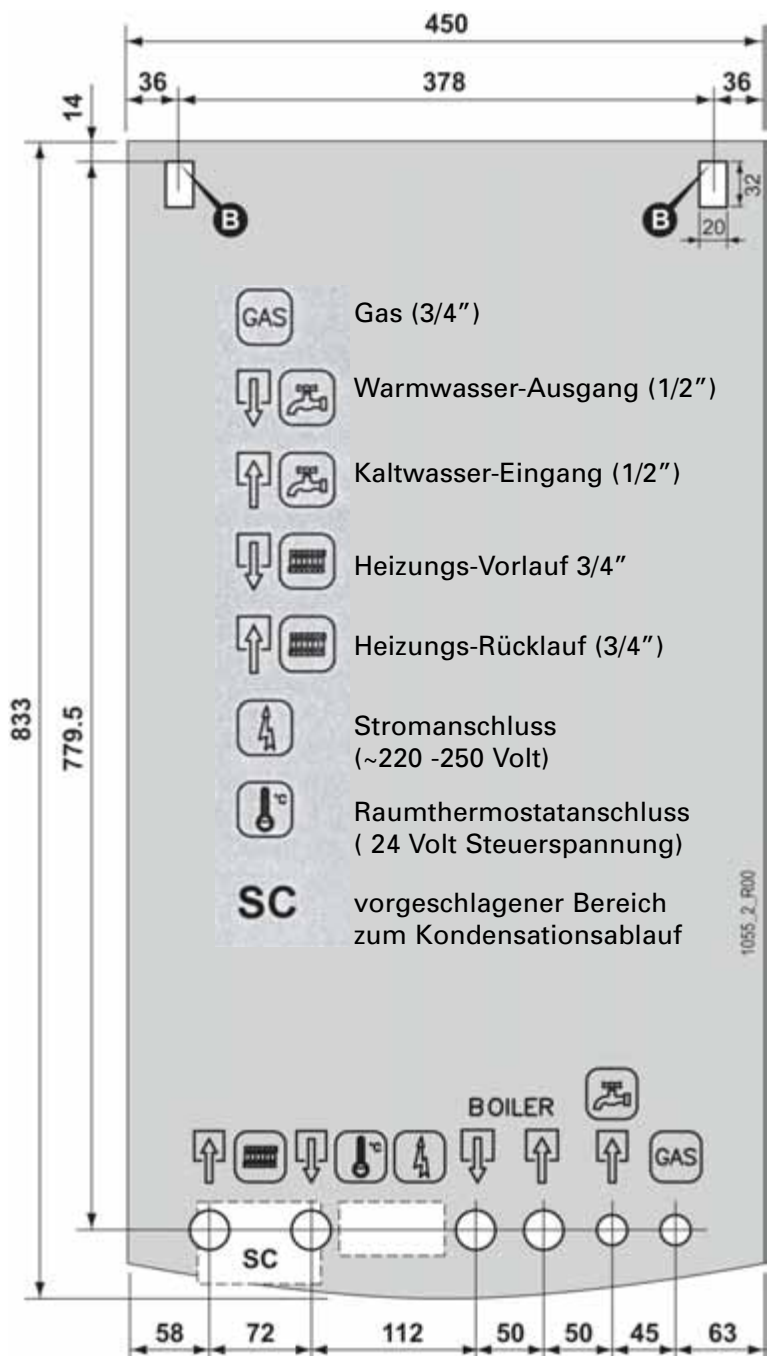 450
36 378 36
14
B B
32
20
GAS Gas (3/4″)
Warmwasser-Ausgang (1/2″)
Kaltwasser-Eingang (1/2″)
Heizungs-Vorlauf 3/4″
Heizungs-Rücklauf (3/4″)
Stromanschluss
(~220 -250 Volt)
°C Raumthermostatanschluss
( 24 Volt Steuerspannung)
SC vorgeschlagener Bereich
zum Kondensationsablauf
833
779.5
1055_2_R00
BOILER
°C GAS
SC
58 72 112 50 50 45 63